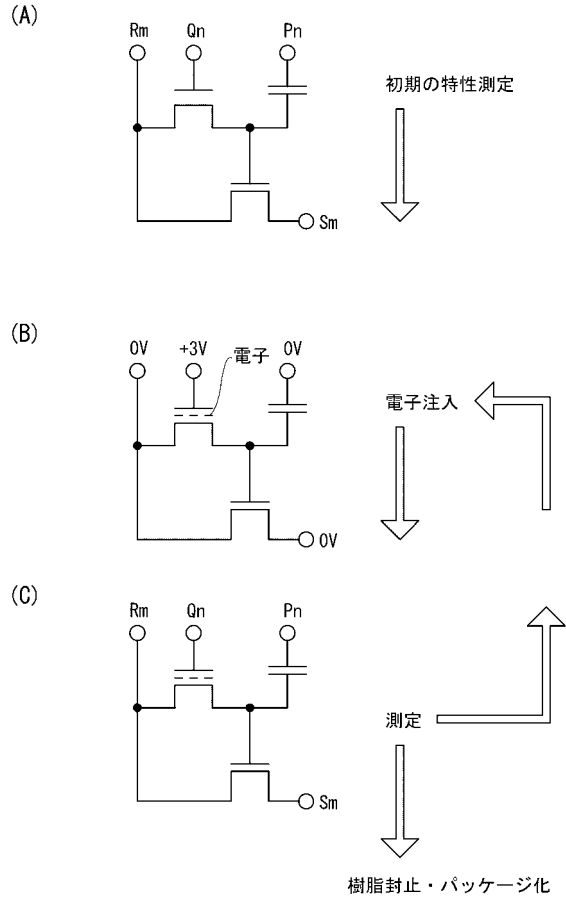 (A)
Rm Qn Pn
初期の特性測定
Sm
(B)
0V +3V 電子 0V
電子注入
0V
(C)
Rm Qn Pn
測定
Sm
樹脂封止・パッケージ化